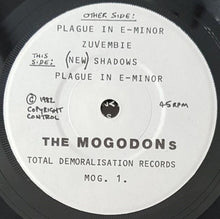 OTHER SIDE:
PLAGUE IN E-MINOR
ZUVEMBIE
THIS SIDE: (NEW) SHADOWS
PLAGUE IN E-MINOR
© 1982 COPYRIGHT CONTROL
45 RPM
THE MOGODONs
TOTAL DEMORALISATION RECORDS
MOG. 1.